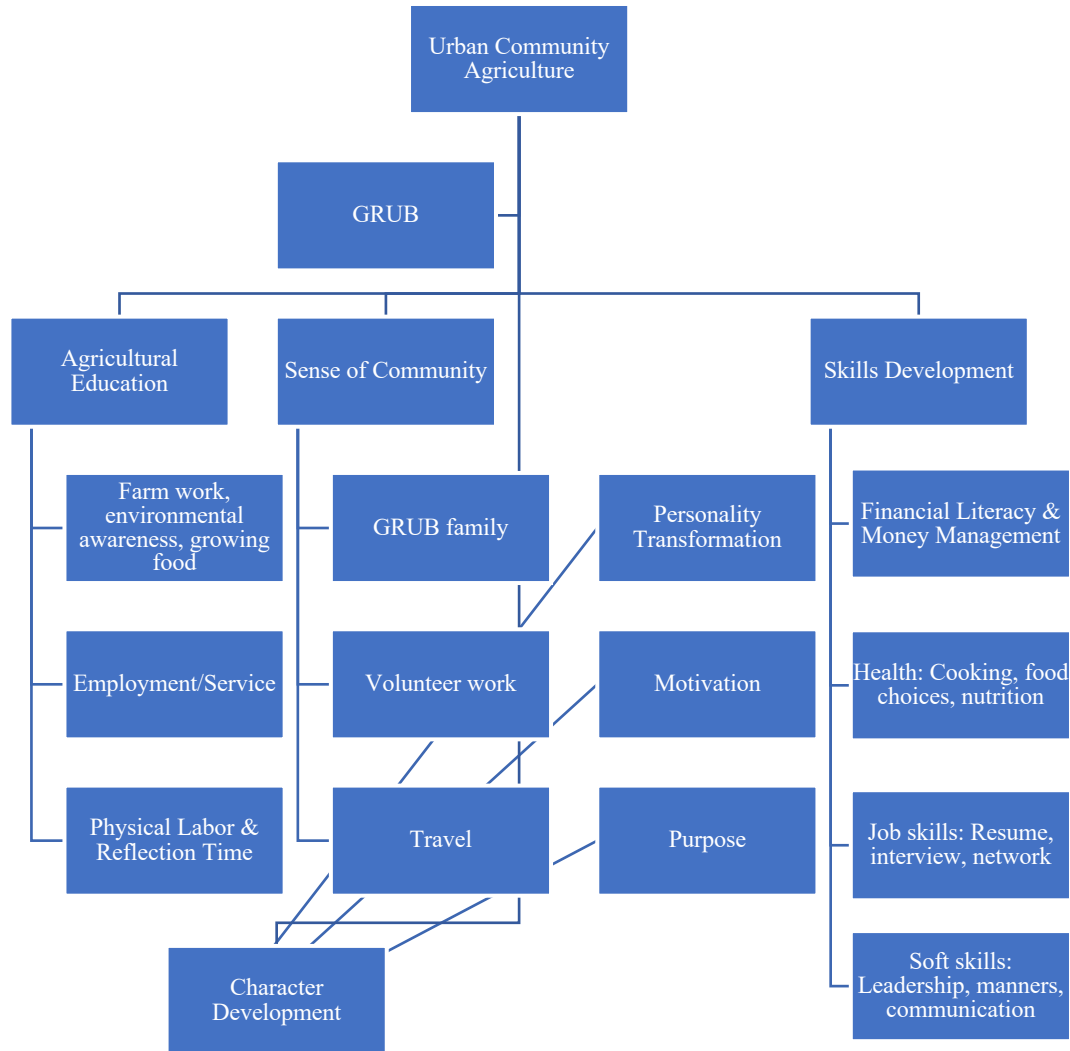 Urban Community
Agriculture
GRUB
Agricultural
Education
Sense of Community
Skills Development
Farm work,
environmental
awareness, growing
food
GRUB family
Personality
Transformation
Financial Literacy &
Money Management
Employment/Service
Volunteer work
Motivation
Health: Cooking, food
choices, nutrition
Physical Labor &
Reflection Time
Travel
Purpose
Job skills: Resume,
interview, network
Character
Development
Soft skills:
Leadership, manners,
communication